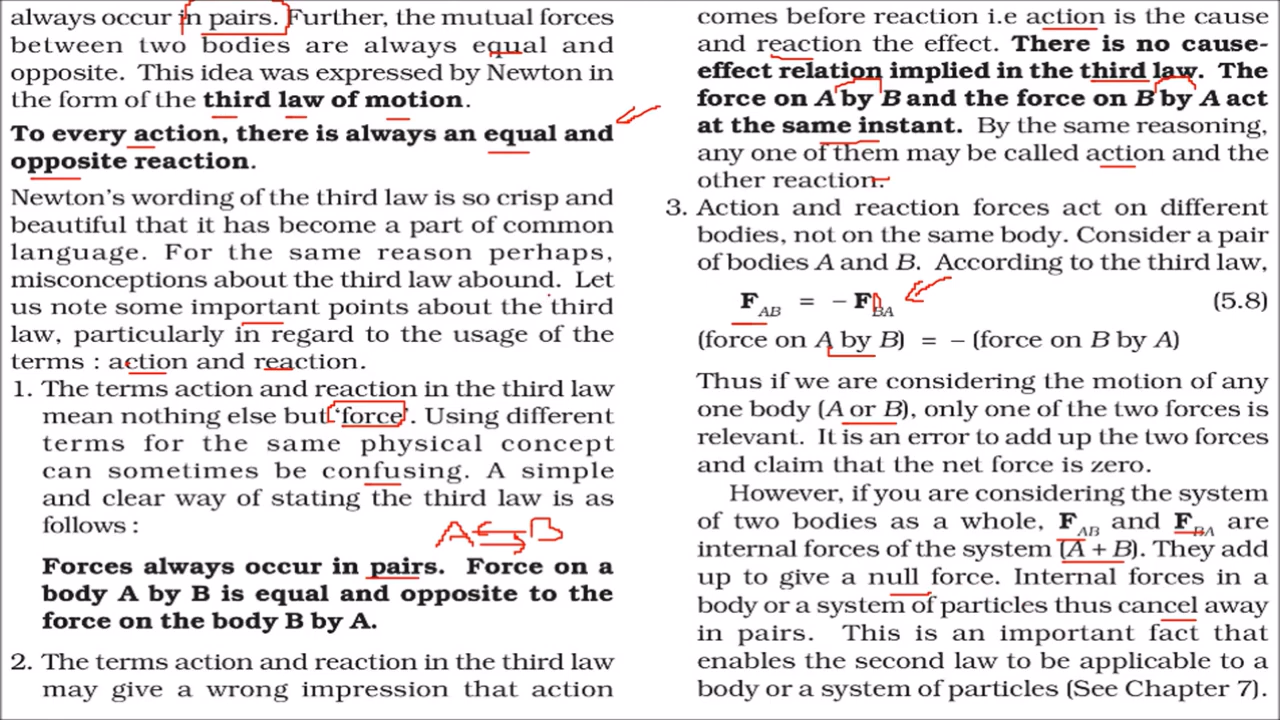 always occur in pairs. Further, the mutual forces
between two bodies are always equal and
opposite. This idea was expressed by Newton in
the form of the third law of motion.
To every action, there is always an equal and
opposite reaction.
Newton's wording of the third law is so crisp and
beautiful that it has become a part of common
language. For the same reason perhaps,
misconceptions about the third law abound. Let
us note some important points about the third
law, particularly in regard to the usage of the
terms : action and reaction.
1. The terms action and reaction in the third law
mean nothing else but 'force'. Using different
terms for the same physical concept
can sometimes be confusing. A simple
and clear way of stating the third law is as
follows :
A B
Forces always occur in pairs. Force on a
body A by B is equal and opposite to the
force on the body B by A.
2. The terms action and reaction in the third law
may give a wrong impression that action
comes before reaction i.e action is the cause
and reaction the effect. There is no cause-
effect relation implied in the third law. The
force on A by B and the force on B by A act
at the same instant. By the same reasoning,
any one of them may be called action and the
other reaction.
3. Action and reaction forces act on different
bodies, not on the same body. Consider a pair
of bodies A and B. According to the third law,
F_AB = – F_BA (5.8)
(force on A by B) = – (force on B by A)
Thus if we are considering the motion of any
one body (A or B), only one of the two forces is
relevant. It is an error to add up the two forces
and claim that the net force is zero.
However, if you are considering the system
of two bodies as a whole, F_AB and F_BA are
internal forces of the system (A + B). They add
up to give a null force. Internal forces in a
body or a system of particles thus cancel away
in pairs. This is an important fact that
enables the second law to be applicable to a
body or a system of particles (See Chapter 7).